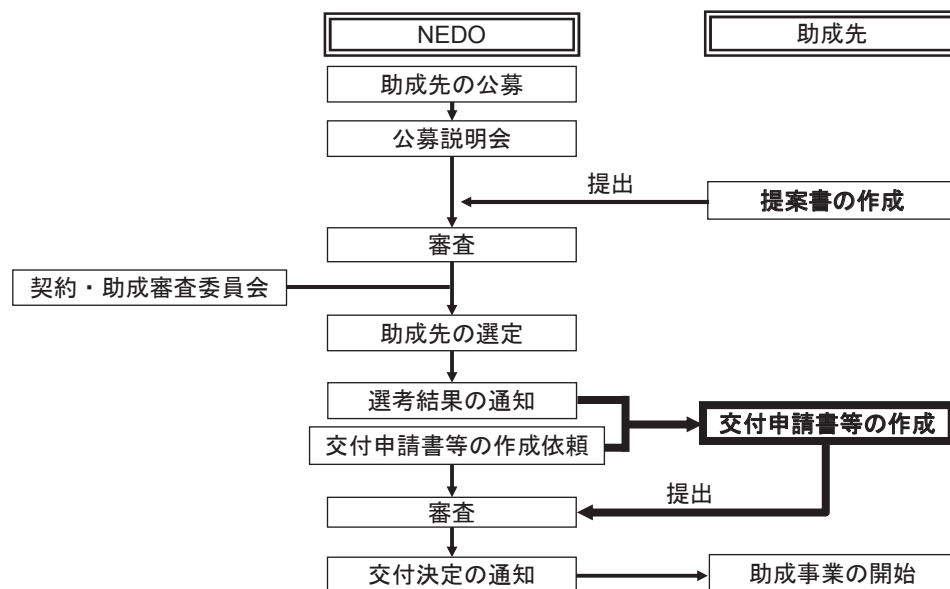 NEDO
助成先
助成先の公募
公募説明会
提出
提案書の作成
審査
契約・助成審査委員会
助成先の選定
選考結果の通知
交付申請書等の作成
交付申請書等の作成依頼
提出
審査
交付決定の通知
助成事業の開始